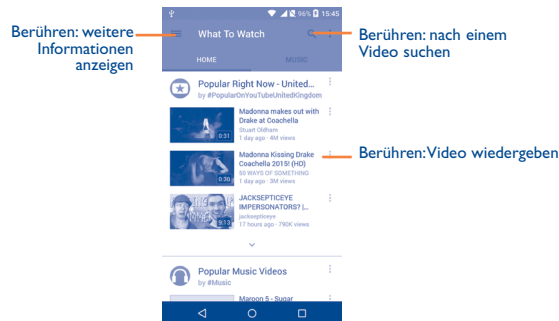 Berühren: weitere
Informationen
anzeigen
96% 15:45
What To Watch
HOME MUSIC
Popular Right Now - United...
by #PopularOnYouTubeUnitedKingdom
Madonna makes out with
Drake at Coachella
Stuart Oldham
1 day ago · 4M views
0:31
Madonna Kissing Drake
Coachella 2015! (HD)
50 WAYS OF SOMETHING
1 day ago · 3M views
0:30
JACKSEPTICEYE
IMPERSONATORS? |...
jacksepticeye
17 hours ago · 790K views
9:13
Popular Music Videos
by #Music
Maroon 5 - Sugar
Berühren: nach einem
Video suchen
Berühren: Video wiedergeben